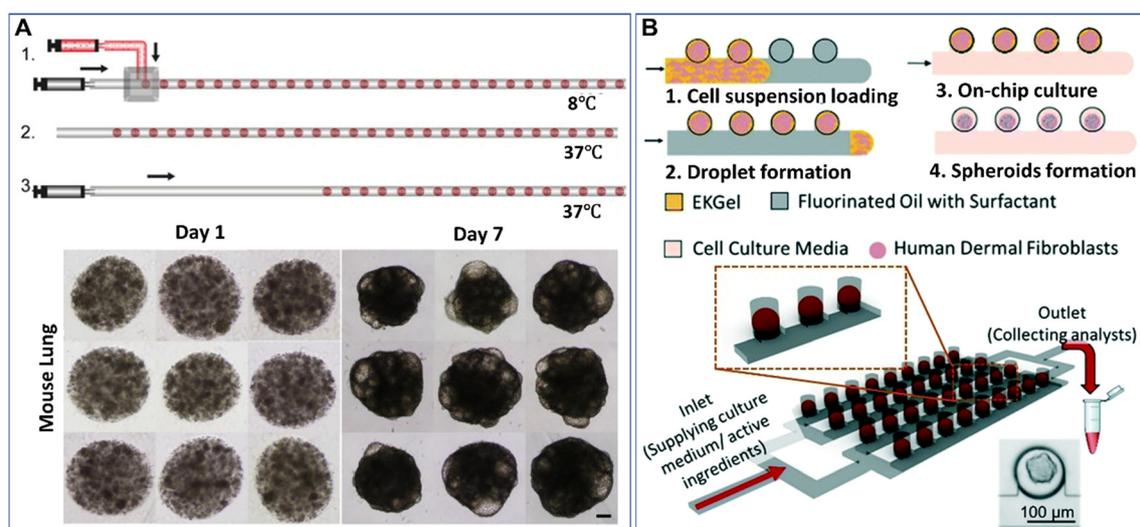 A
1.
8℃
2.
37℃
3
37℃
Day 1
Day 7
Mouse Lung
B
1. Cell suspension loading
3. On-chip culture
2. Droplet formation
4. Spheroids formation
EKGel
Fluorinated Oil with Surfactant
Cell Culture Media
Human Dermal Fibroblasts
Outlet
(Collecting analysts)
Inlet
(Supplying culture
medium/ active
ingredients)
100 µm